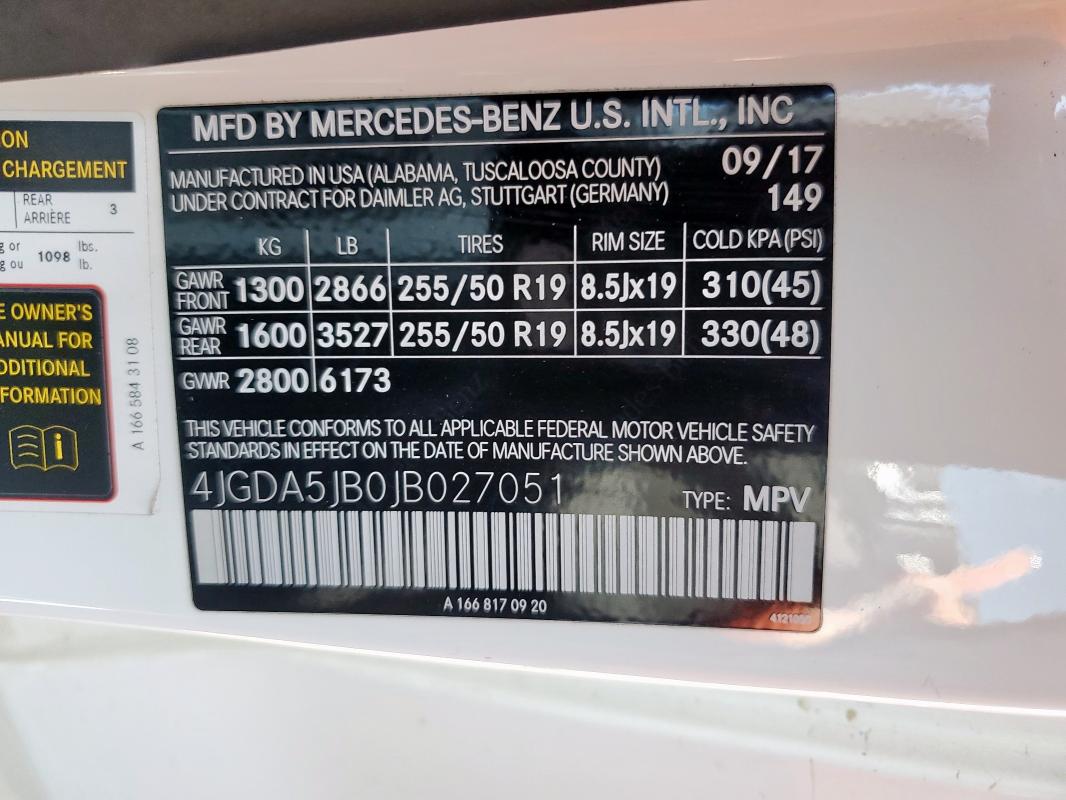 MFD BY MERCEDES-BENZ U.S. INTL., INC
MANUFACTURED IN USA (ALABAMA, TUSCALOOSA COUNTY) 09/17
UNDER CONTRACT FOR DAIMLER AG, STUTTGART (GERMANY) 149
KG LB TIRES RIM SIZE COLD KPA(PSI)
GAWR FRONT 1300 2866 255/50 R19 8.5Jx19 310(45)
GAWR REAR 1600 3527 255/50 R19 8.5Jx19 330(48)
GVWR 2800 6173
THIS VEHICLE CONFORMS TO ALL APPLICABLE FEDERAL MOTOR VEHICLE SAFETY
STANDARDS IN EFFECT ON THE DATE OF MANUFACTURE SHOWN ABOVE.
4JGDA5JB0JB027051 TYPE: MPV
A 166 817 09 20
ON
CHARGEMENT
REAR
ARRIÈRE 3
g or 1098 lbs.
g ou lb.
E OWNER'S
ANUAL FOR
DDITIONAL
FORMATION
i
A 166 584 31 08